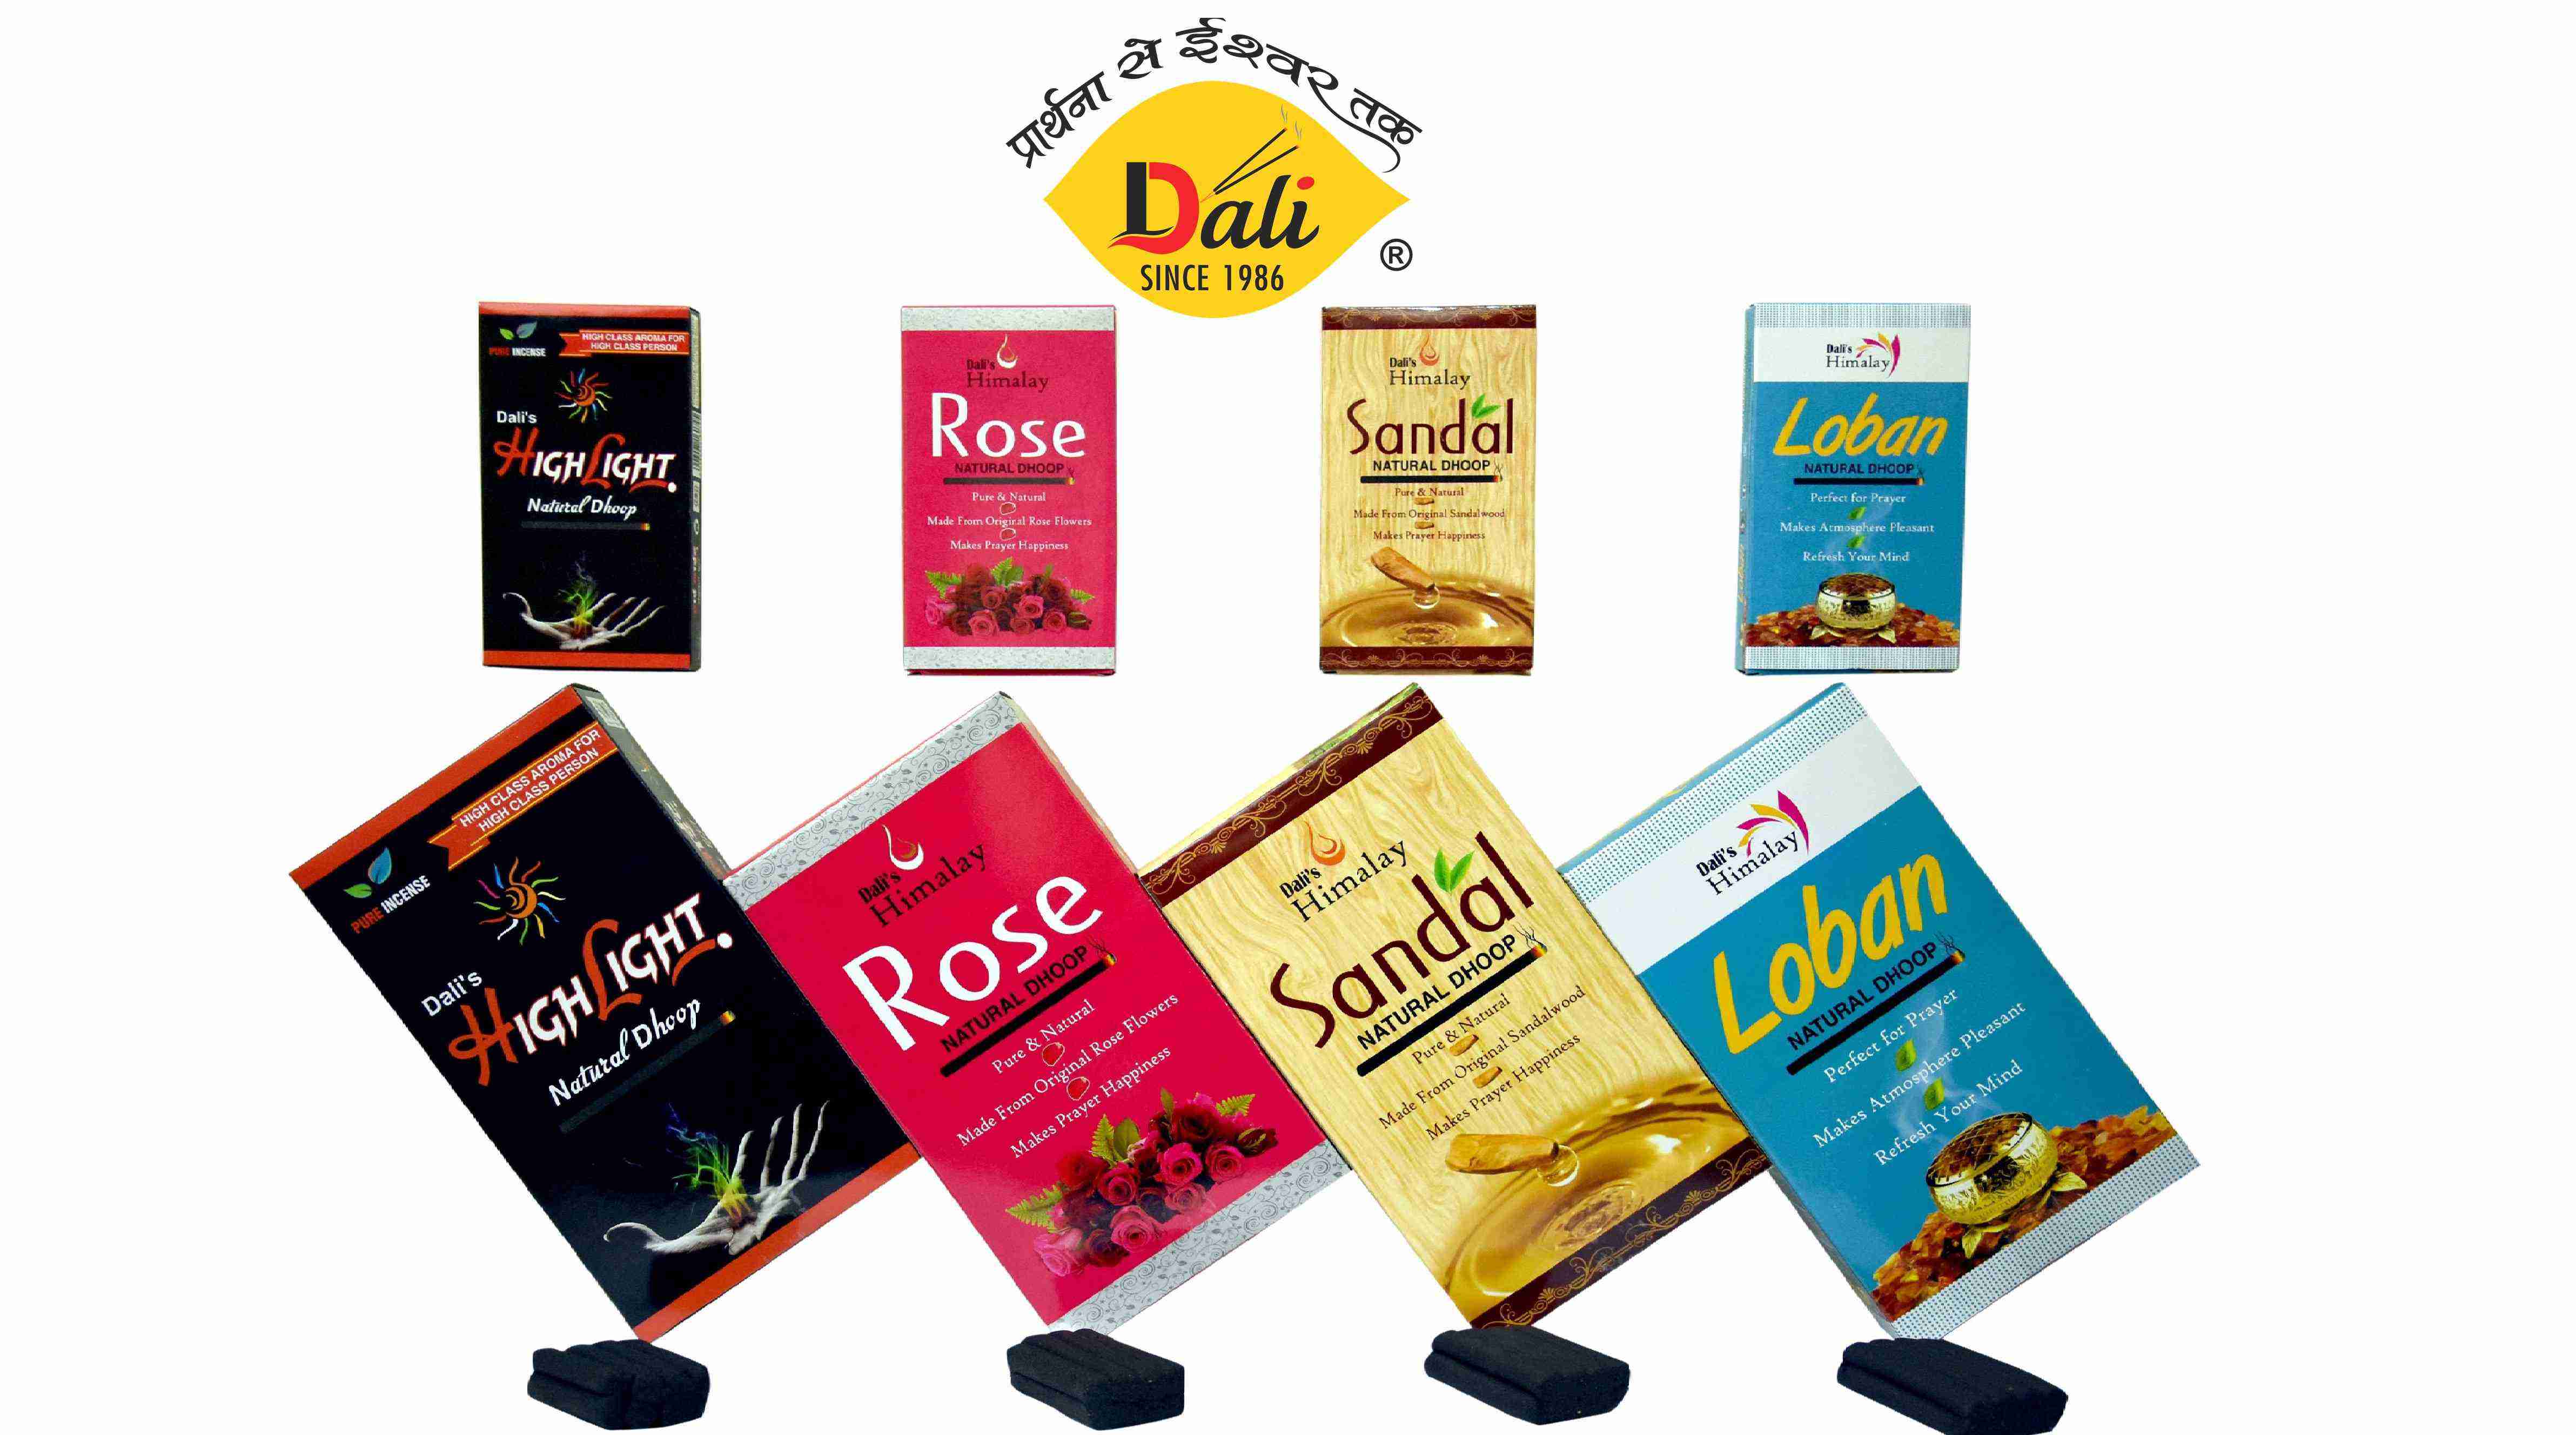 प्रार्थना से ईश्वर तक
Dali
SINCE 1986
®
PURE INCENSE
HIGH CLASS AROMA FOR
HIGH CLASS PERSON
Dali's
HIGHLIGHT
Natural Dhoop
Dali's
Himalay
Rose
NATURAL DHOOP
Pure & Natural
Made From Original Rose Flowers
Makes Prayer Happiness
Dali's
Himalay
Sandal
NATURAL DHOOP
Pure & Natural
Made From Original Sandalwood
Makes Prayer Happiness
Dali's
Himalay
Loban
NATURAL DHOOP
Perfect for Prayer
Makes Atmosphere Pleasant
Refresh Your Mind
PURE INCENSE
HIGH CLASS AROMA FOR
HIGH CLASS PERSON
Dali's
HIGHLIGHT
Natural Dhoop
Dali's
Himalay
Rose
NATURAL DHOOP
Pure & Natural
Made From Original Rose Flowers
Makes Prayer Happiness
Dali's
Himalay
Sandal
NATURAL DHOOP
Pure & Natural
Made From Original Sandalwood
Makes Prayer Happiness
Dali's
Himalay
Loban
NATURAL DHOOP
Perfect for Prayer
Makes Atmosphere Pleasant
Refresh Your Mind